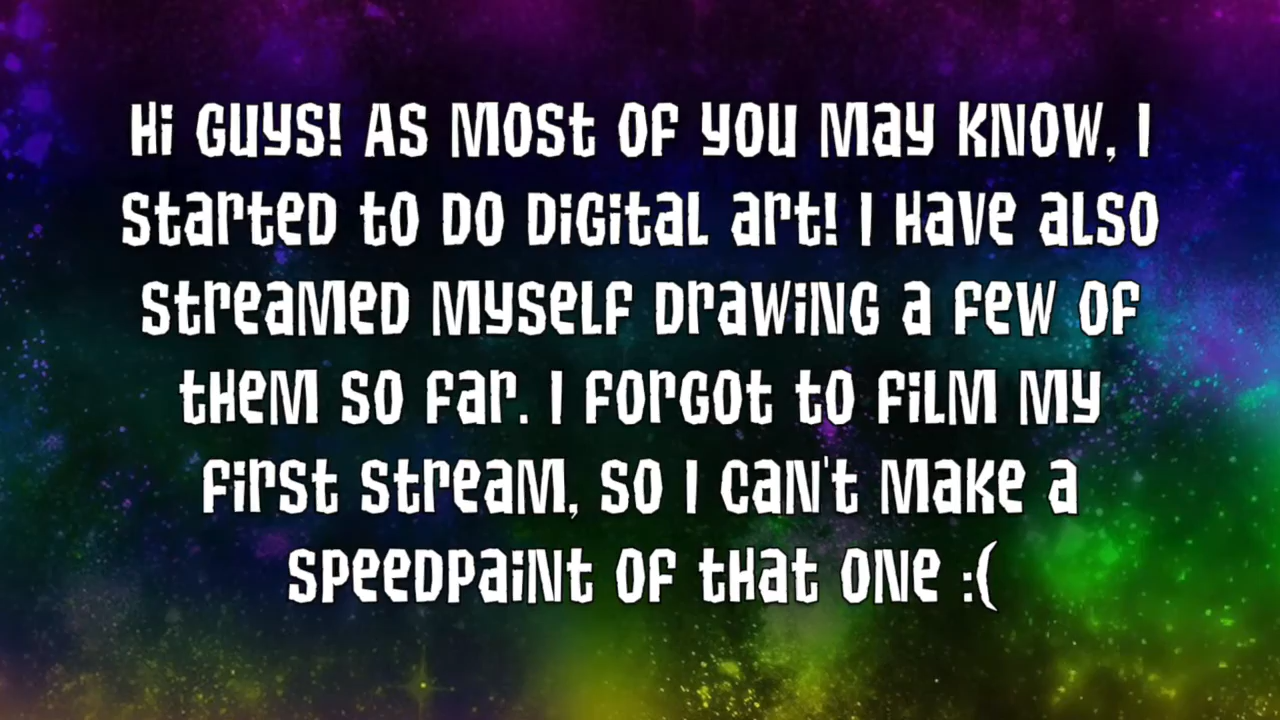 Hi guys! As most of you may know, I
started to do digital art! I have also
streamed myself drawing a few of
them so far. I forgot to film my
first stream, so I can't make a
speedpaint of that one :(